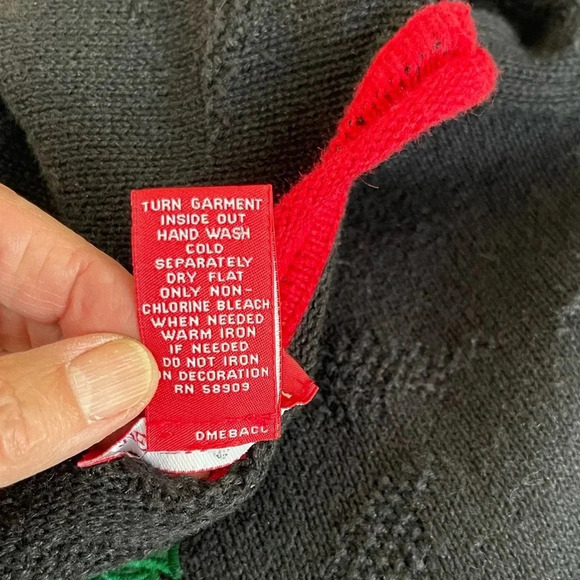 TURN GARMENT
INSIDE OUT
HAND WASH
COLD
SEPARATELY
DRY FLAT
ONLY NON-
CHLORINE BLEACH
WHEN NEEDED
WARM IRON
IF NEEDED
DO NOT IRON
ON DECORATION
RN 58909